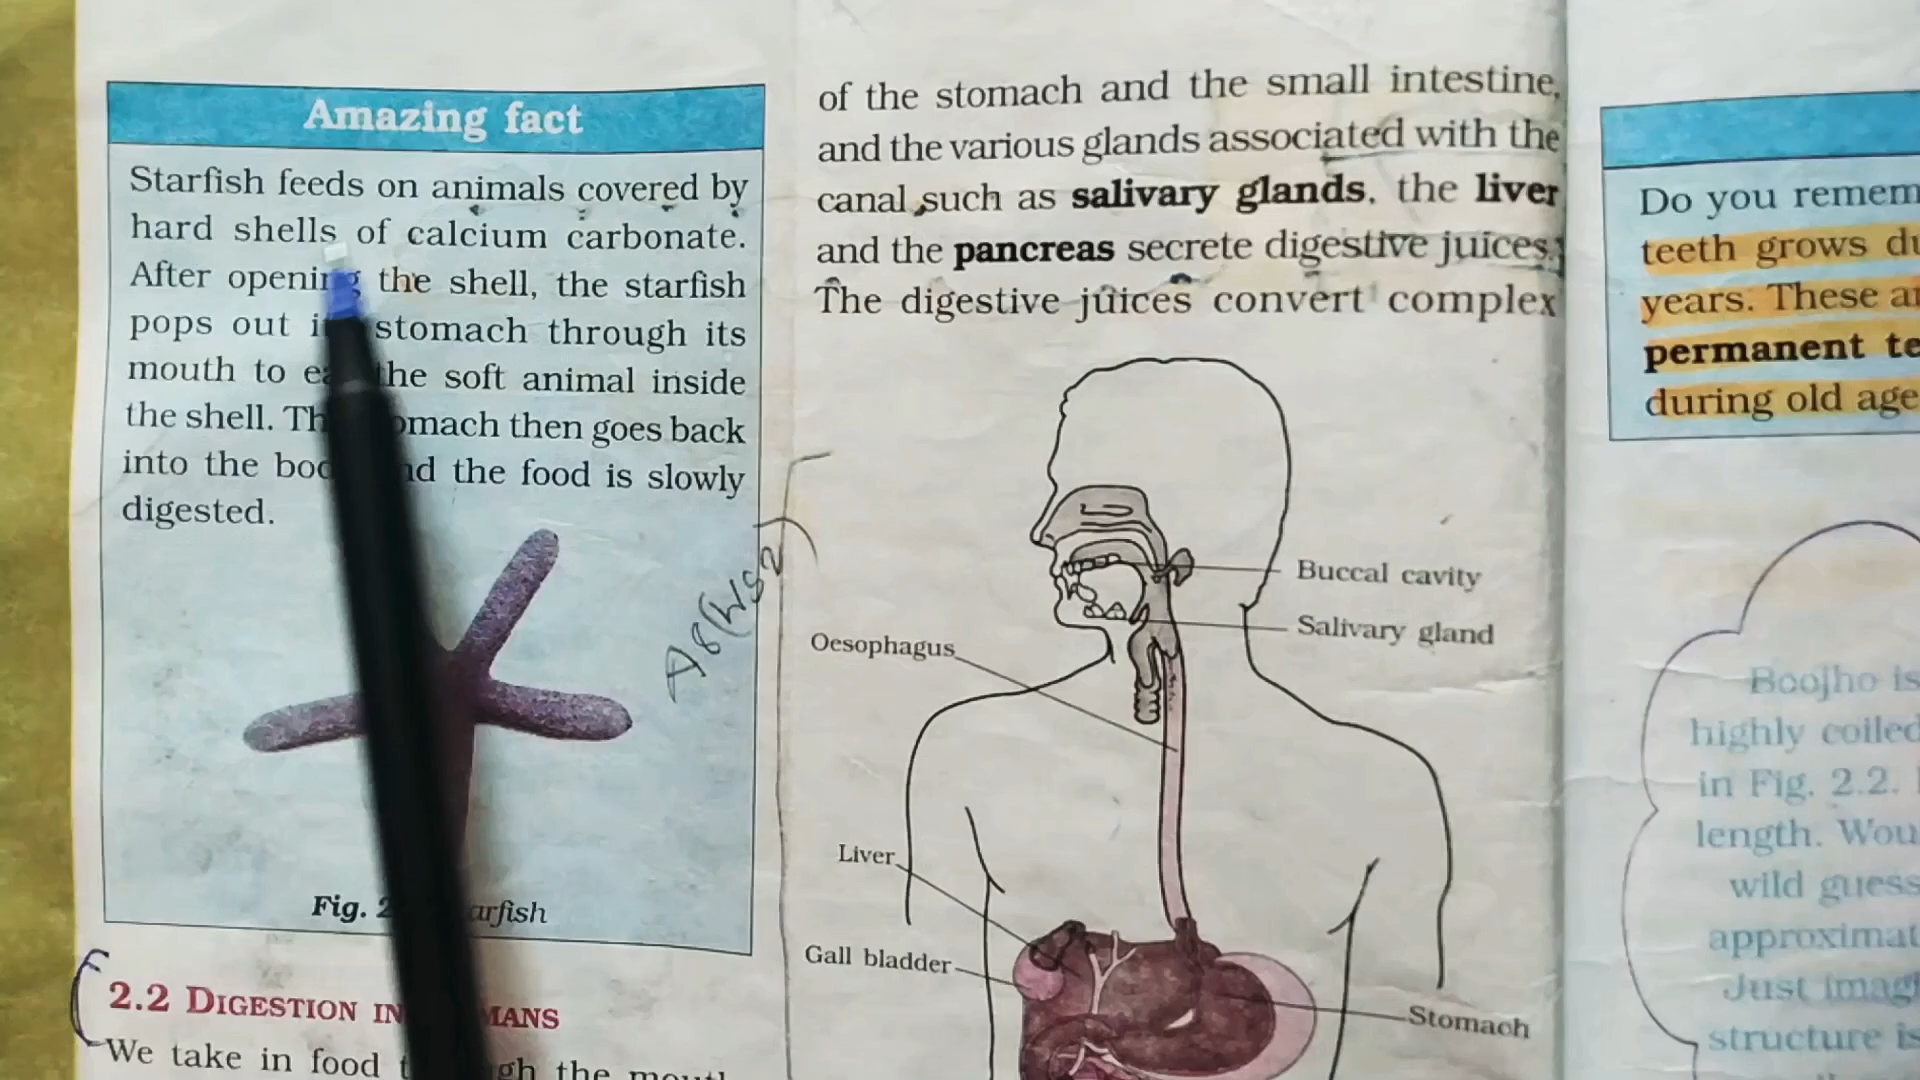 Amazing fact
Starfish feeds on animals covered by
hard shells of calcium carbonate.
After opening the shell, the starfish
pops out stomach through its
mouth to the soft animal inside
the shell. then goes back
into the the food is slowly
digested.
Fig.
2.2 DIGESTION IN
We take in food the
of the stomach and the small intestine,
and the various glands associated with the
canal such as salivary glands, the liver
and the pancreas secrete digestive juices.
The digestive juices convert complex
Buccal cavity
Salivary gland
Oesophagus
Liver
Gall bladder
Stomach
Do you remem
teeth grows du
years. These ar
permanent te
during old age
Boojho is
highly coiled
in Fig. 2.2.
length. Wou
wild guess
approximat
Just imagi
structure is